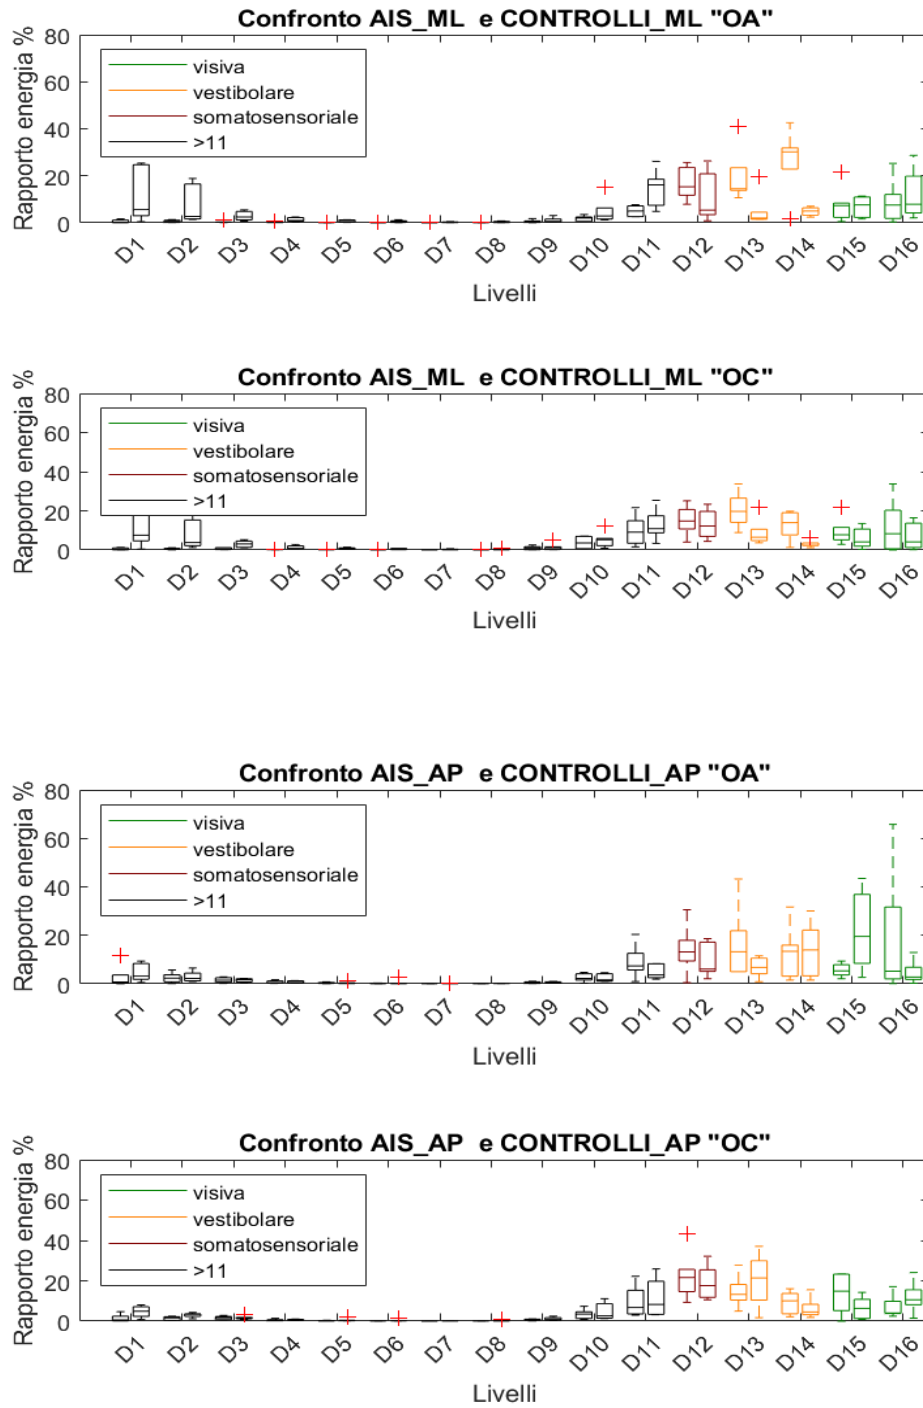 Confronto AIS_ML e CONTROLLI_ML "OA"
Rapporto energia %
80
60
40
20
0
visiva
vestibolare
somatosensoriale
>11
D1 D2 D3 D4 D5 D6 D7 D8 D9 D10 D11 D12 D13 D14 D15 D16
Livelli
Confronto AIS_ML e CONTROLLI_ML "OC"
Rapporto energia %
80
60
40
20
0
visiva
vestibolare
somatosensoriale
>11
D1 D2 D3 D4 D5 D6 D7 D8 D9 D10 D11 D12 D13 D14 D15 D16
Livelli
Confronto AIS_AP e CONTROLLI_AP "OA"
Rapporto energia %
80
60
40
20
0
visiva
vestibolare
somatosensoriale
>11
D1 D2 D3 D4 D5 D6 D7 D8 D9 D10 D11 D12 D13 D14 D15 D16
Livelli
Confronto AIS_AP e CONTROLLI_AP "OC"
Rapporto energia %
80
60
40
20
0
visiva
vestibolare
somatosensoriale
>11
D1 D2 D3 D4 D5 D6 D7 D8 D9 D10 D11 D12 D13 D14 D15 D16
Livelli